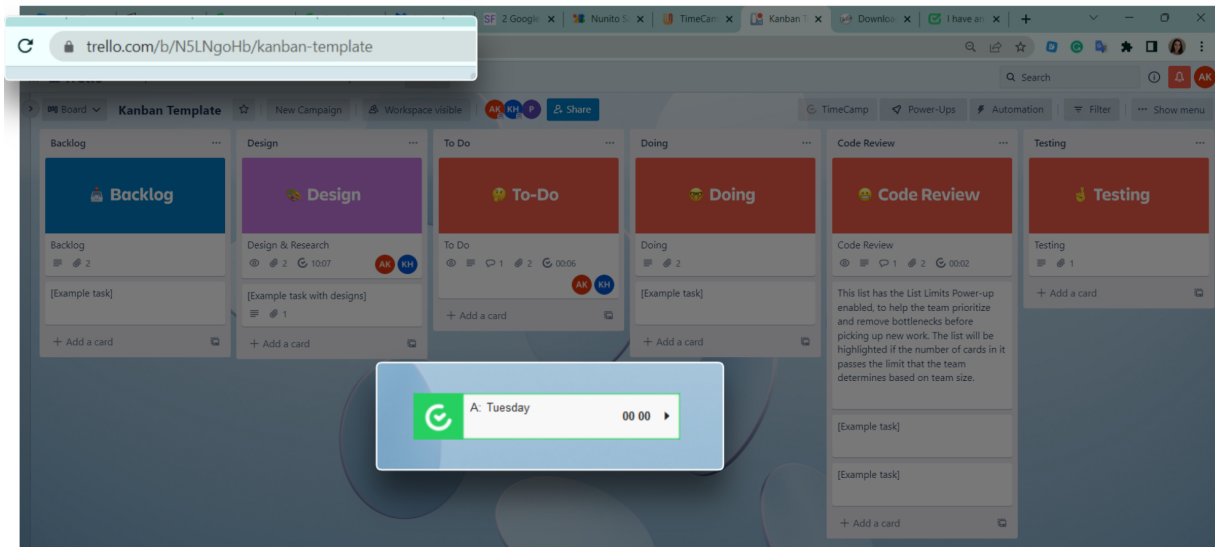 SF 2 Google
Nunito S
TimeCam
Kanban T
Downloa
I have an
trello.com/b/N5LNgoHb/kanban-template
Search
AK
Board
Kanban Template
New Campaign
Workspace visible
AK KH P
Share
TimeCamp
Power-Ups
Automation
Filter
Show menu
Backlog
Backlog
Backlog
2
[Example task]
+ Add a card
Design
Design
Design & Research
2 10:07 AK KH
[Example task with designs]
1
+ Add a card
To Do
To-Do
To Do
1 2 00:06
AK KH
+ Add a card
Doing
Doing
Doing
2
[Example task]
+ Add a card
Code Review
Code Review
Code Review
1 2 00:02
This list has the List Limits Power-up
enabled, to help the team prioritize
and remove bottlenecks before
picking up new work. The list will be
highlighted if the number of cards in it
passes the limit that the team
determines based on team size.
[Example task]
[Example task]
+ Add a card
Testing
Testing
Testing
1
+ Add a card
A: Tuesday
00 00